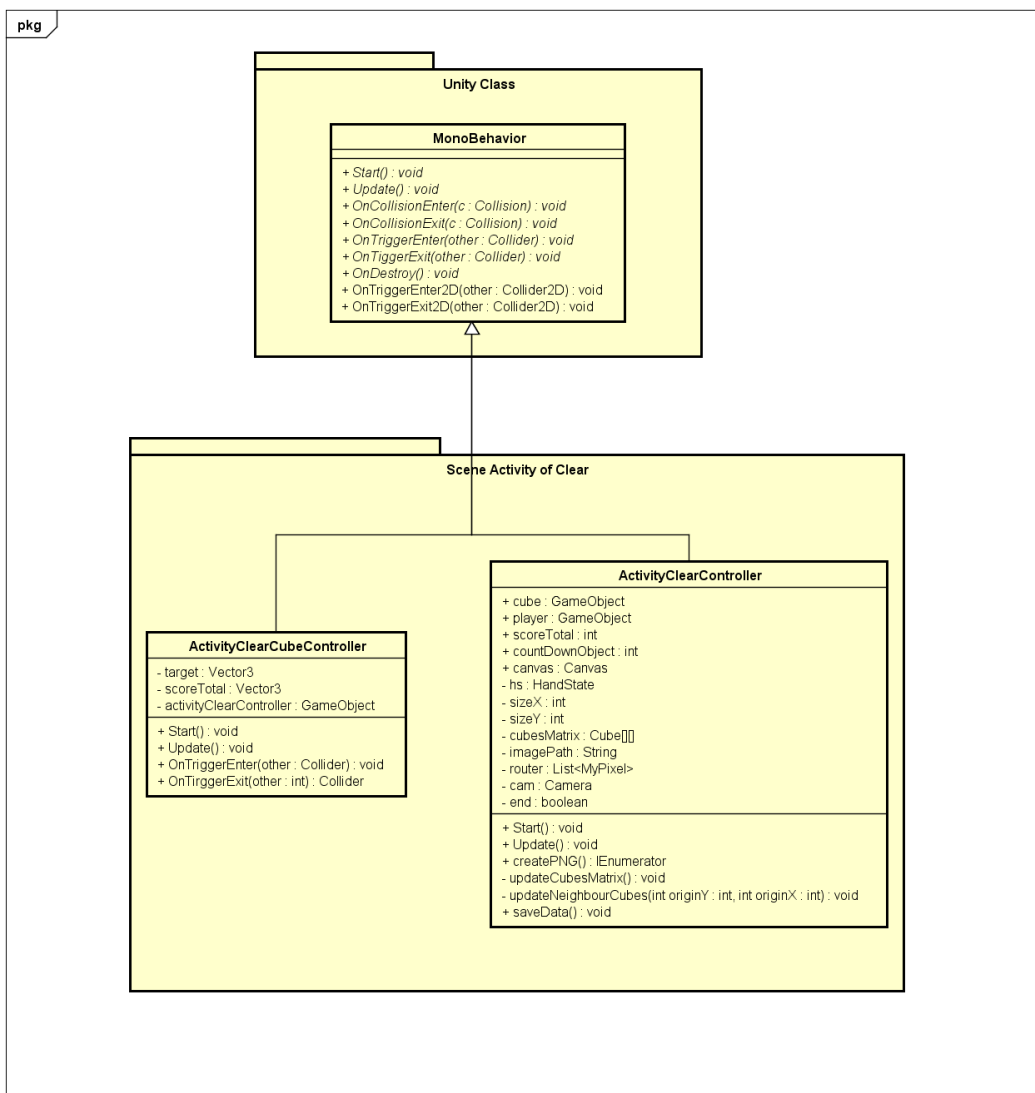 pkg
Unity Class
MonoBehavior
+ Start() : void
+ Update() : void
+ OnCollisionEnter(c : Collision) : void
+ OnCollisionExit(c : Collision) : void
+ OnTriggerEnter(other : Collider) : void
+ OnTiggerExit(other : Collider) : void
+ OnDestroy() : void
+ OnTriggerEnter2D(other : Collider2D) : void
+ OnTriggerExit2D(other : Collider2D) : void
Scene Activity of Clear
ActivityClearCubeController
- target : Vector3
- scoreTotal : Vector3
- activityClearController : GameObject
+ Start() : void
+ Update() : void
+ OnTriggerEnter(other : Collider) : void
+ OnTirggerExit(other : int) : Collider
ActivityClearController
+ cube : GameObject
+ player : GameObject
+ scoreTotal : int
+ countDownObject : int
+ canvas : Canvas
- hs : HandState
- sizeX : int
- sizeY : int
- cubesMatrix : Cube[][]
- imagePath : String
- router : List<MyPixel>
- cam : Camera
- end : boolean
+ Start() : void
+ Update() : void
+ createPNG() : IEnumerator
- updateCubesMatrix() : void
- updateNeighbourCubes(int originY : int, int originX : int) : void
+ saveData() : void